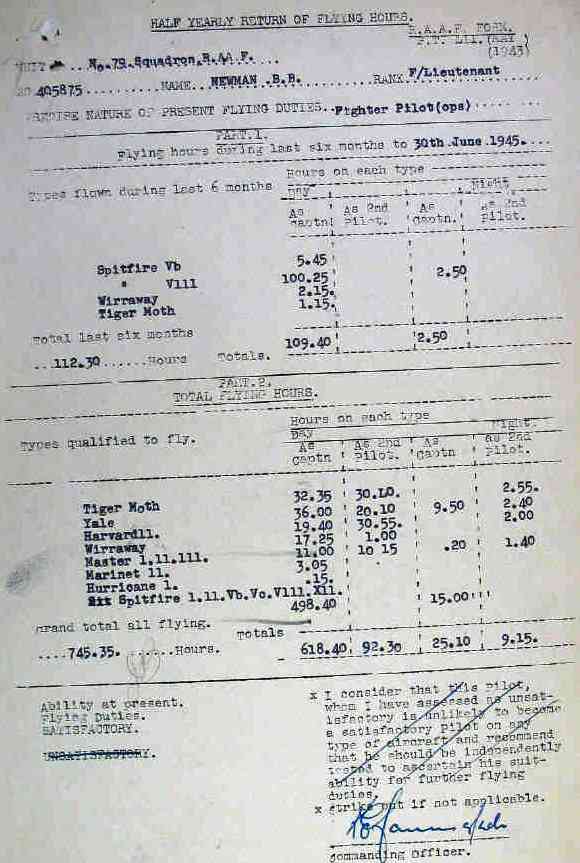 HALF YEARLY RETURN OF FLYING HOURS.
R.A.A.F. FORM.
P.P. 111. (MAY
(1943)
UNIT No.79.Squadron,R.AAF.
NO 405875.......... NAME... NEWMAN .B.B. RANK F/Lieutenant
PRECISE NATURE OF PRESENT FLYING DUTIES..Fighter Pilot(ops)......
PART.1.
Flying hours during last six months to 30th.June.1945....
Hours on each type
Types flown during last 6 months Day Night.
As Captn. As 2nd Pilot. As Captn. as 2nd pilot.
Spitfire Vb 5.45
" V111 100.25 2.50
Wirraway 2.15.
Tiger Moth 1.15.
Total last six months
..112.30......Hours Totals. 109.40 2.50
PART.2.
TOTAL FLYING HOURS.
Hours on each type
Types qualified to fly. Day Night.
As Captn As 2nd Pilot. As Captn as 2nd pilot.
Tiger Moth 32.35 30.LO. 2.55.
Yale 36.00 20.10 9.50 2.40
Harvard11. 19.40 30.55. 2.00
Wirraway 17.25 1.00
Master 1.11.111. 11.00 10 15 .20 1.40
Marinet 11. 3.05
Hurricane 1. .15.
Spitfire 1.11.Vb.Vc.V111.X11. 498.40 15.00
Grand total all flying.
....745.35. ......Hours. Totals 618.40 92.30 25.10 9.15.
Ability at present.
Flying Duties.
SATISFACTORY.
UNSATISFACTORY.
x I consider that this pilot,
whom I have assessed as unsat-
isfactory is unlikely to become
a satisfactory pilot on any
type of aircraft and recommend
that he should be independently
tested to ascertain his suit-
ability for further flying
duties.
x strike out if not applicable.
Commanding Officer.